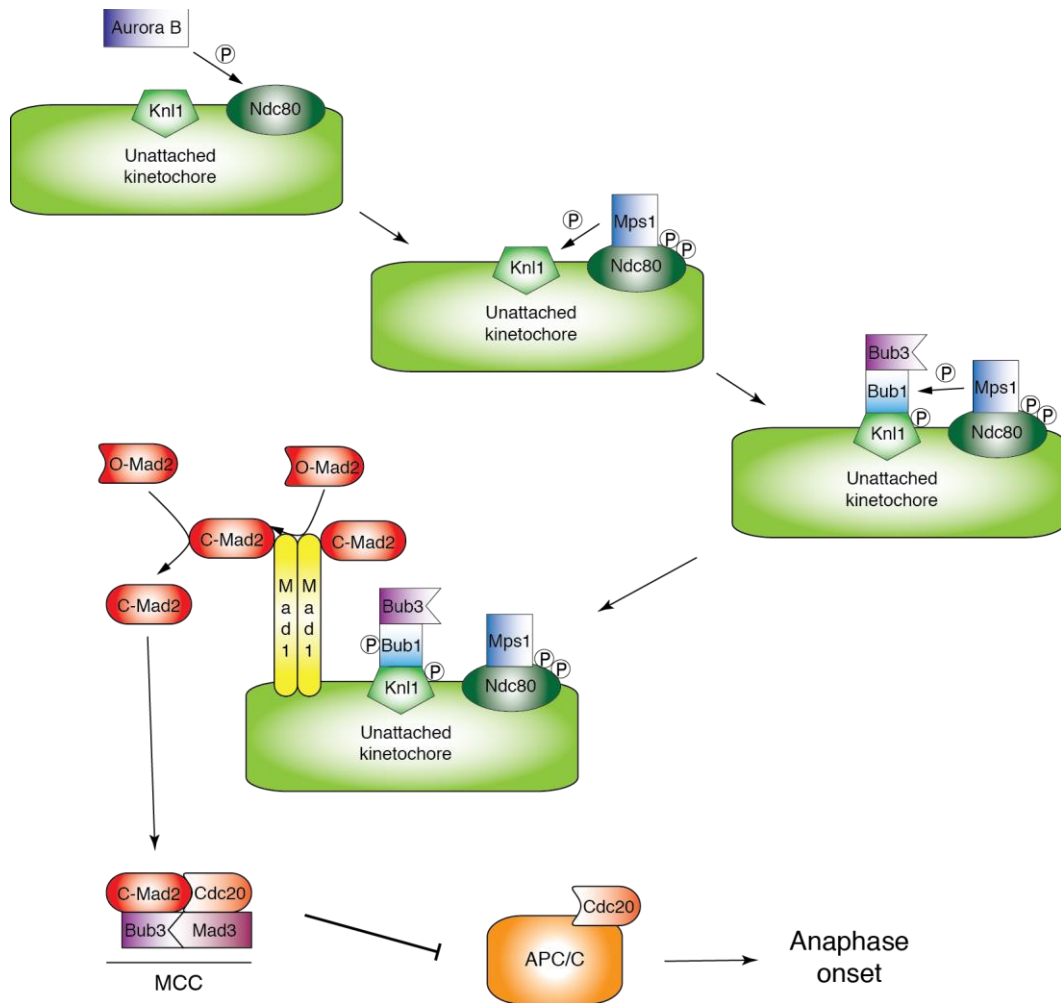 Aurora B
P
Knl1
Ndc80
Unattached
kinetochore
Mps1
P
P
P
Knl1
Ndc80
Unattached
kinetochore
Bub3
P
Bub1
Mps1
P
P
P
Knl1
Ndc80
Unattached
kinetochore
O-Mad2
O-Mad2
C-Mad2
C-Mad2
C-Mad2
Mad1
Mad1
Bub3
P
Bub1
Mps1
P
P
P
Knl1
Ndc80
Unattached
kinetochore
C-Mad2
Cdc20
Bub3
Mad3
MCC
Cdc20
APC/C
Anaphase
onset